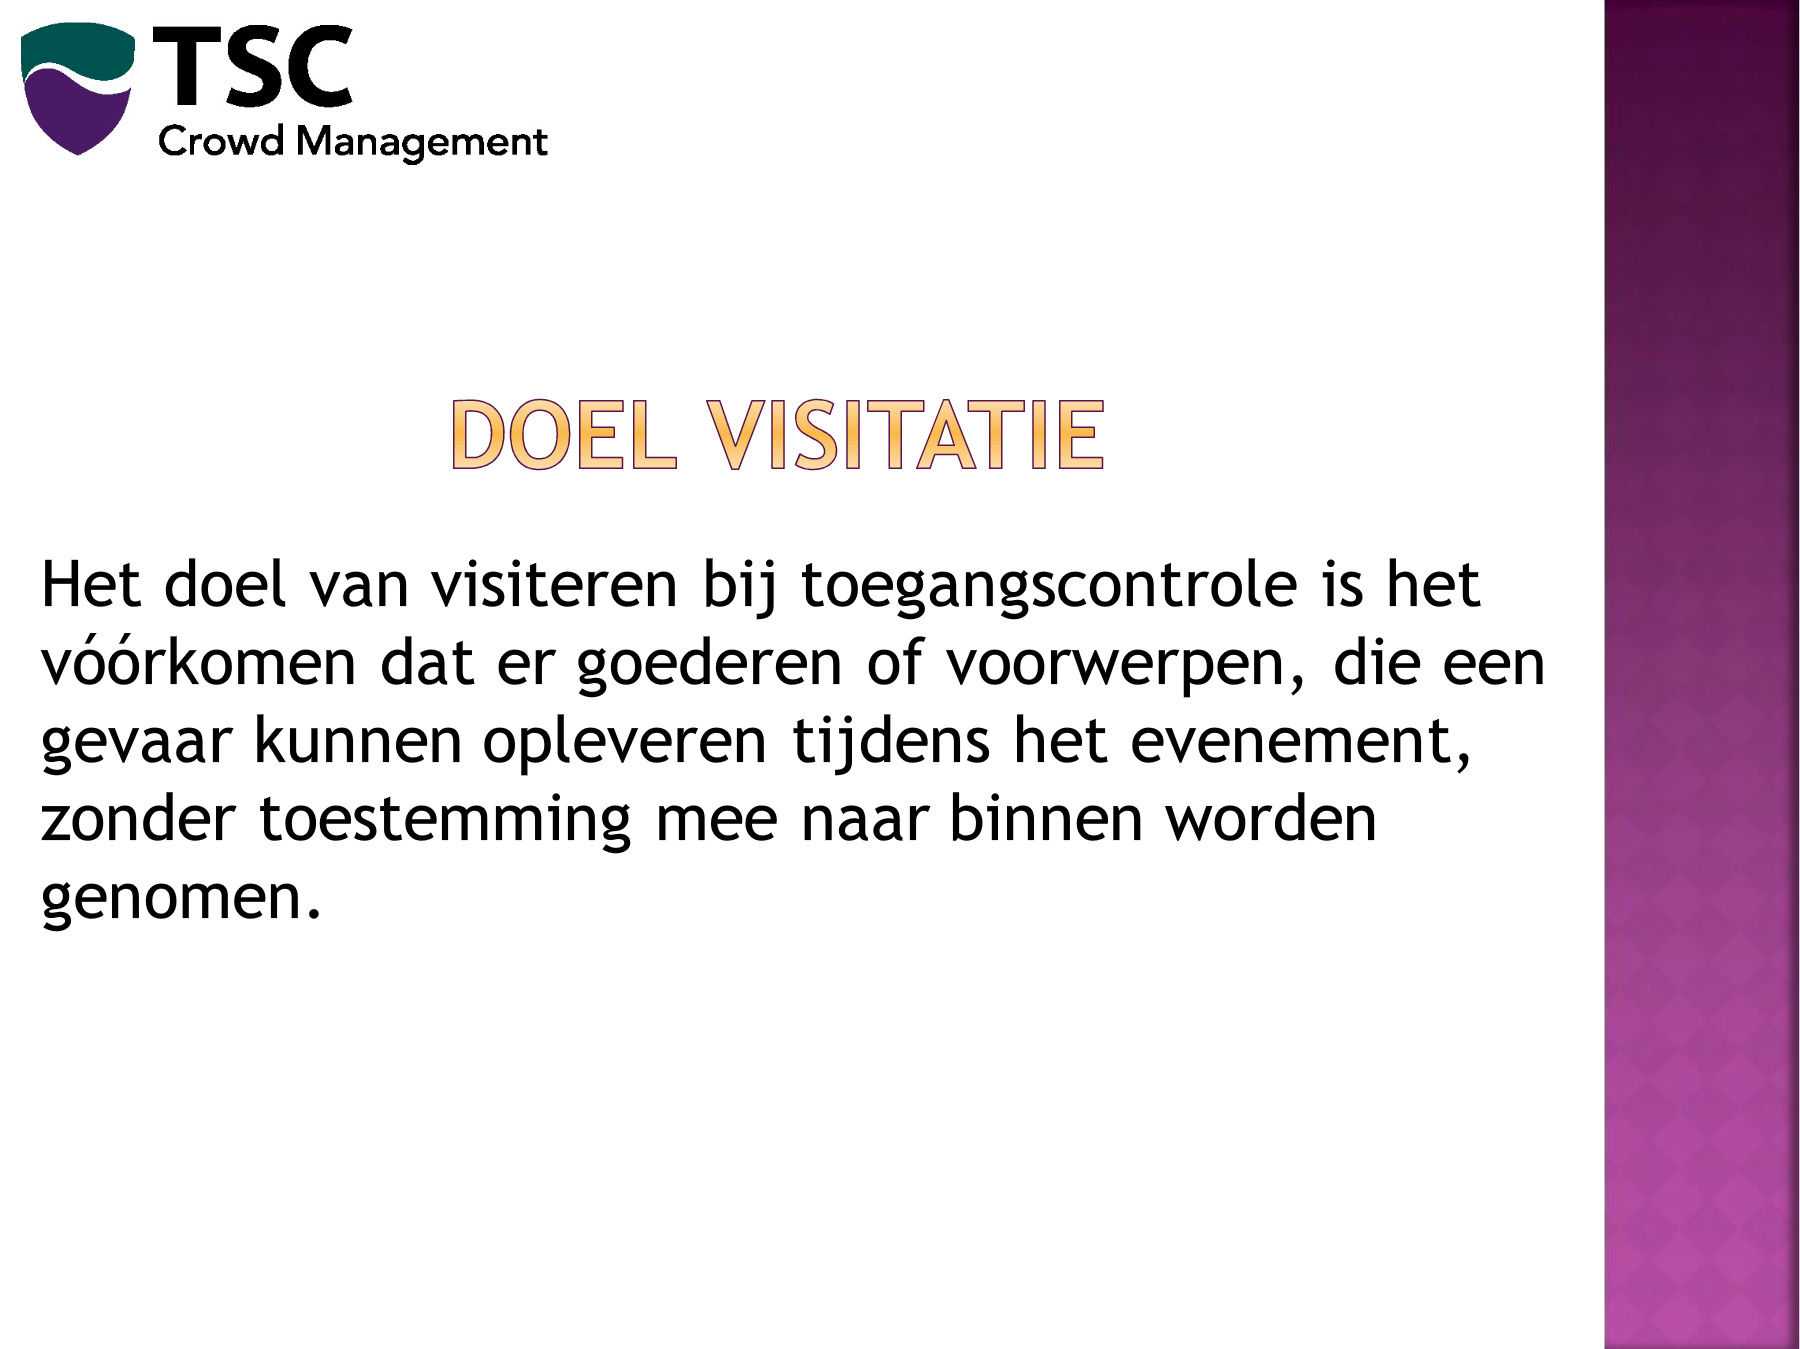 TSC
Crowd Management
DOEL VISITATIE
Het doel van visiteren bij toegangscontrole is het
vóórkomen dat er goederen of voorwerpen, die een
gevaar kunnen opleveren tijdens het evenement,
zonder toestemming mee naar binnen worden
genomen.